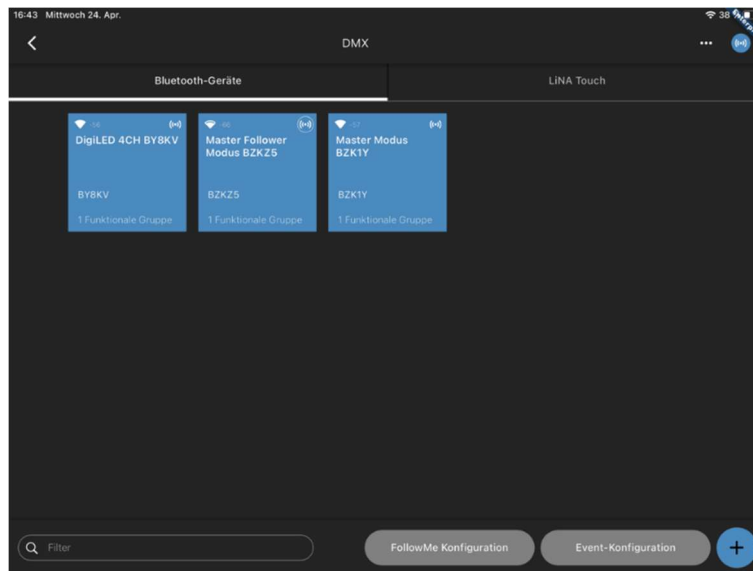 16:43 Mittwoch 24. Apr.
38
DMX
Bluetooth-Geräte
LiNA Touch
-56
DigiLED 4CH BY8KV
BY8KV
1 Funktionale Gruppe
Master Follower
Modus BZKZ5
BZKZ5
1 Funktionale Gruppe
-57
Master Modus
BZK1Y
BZK1Y
1 Funktionale Gruppe
Filter
FollowMe Konfiguration
Event-Konfiguration